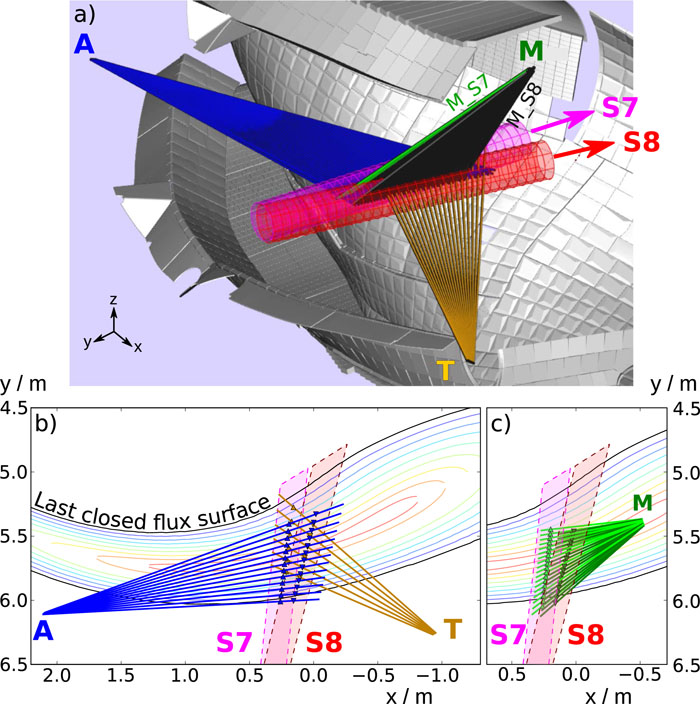 a)
A
M
M_S7
M_S8
S7
S8
z
y
x
T
y / m
y / m
b)
c)
4.5
5.0
5.5
6.0
6.5
4.5
5.0
5.5
6.0
6.5
Last closed flux surface
A
T
M
S7
S8
S7
S8
2.0
1.5
1.0
0.5
0.0
−0.5
−1.0
0.5
0.0
−0.5
x / m
x / m